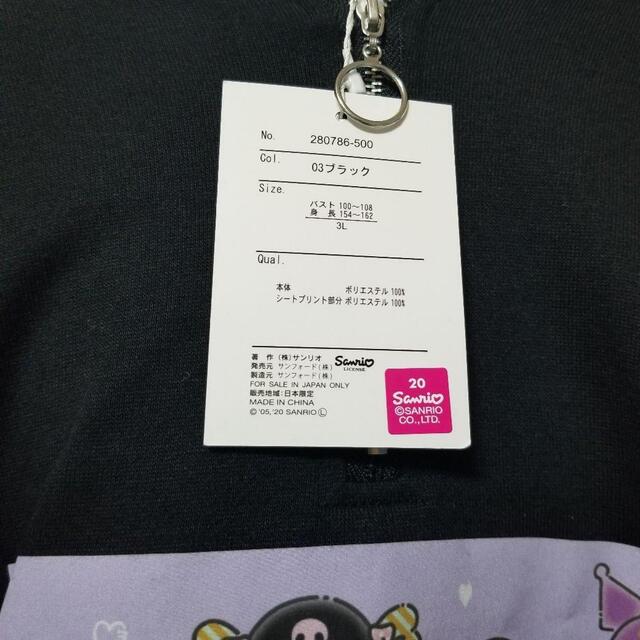 No. 280786-500
Col. 03ブラック
Size.
バスト 100～108
身 長 154～162
3L
Qual.
本体 ポリエステル 100%
シートプリント部分 ポリエステル 100%
著 作 (株)サンリオ
発売元 サンフォード(株)
製造元 サンフォード(株)
FOR SALE IN JAPAN ONLY
販売地域:日本限定
MADE IN CHINA
© '05, '20 SANRIO Ⓛ
Sanrio
LICENSE
20
Sanrio
©SANRIO
CO., LTD.